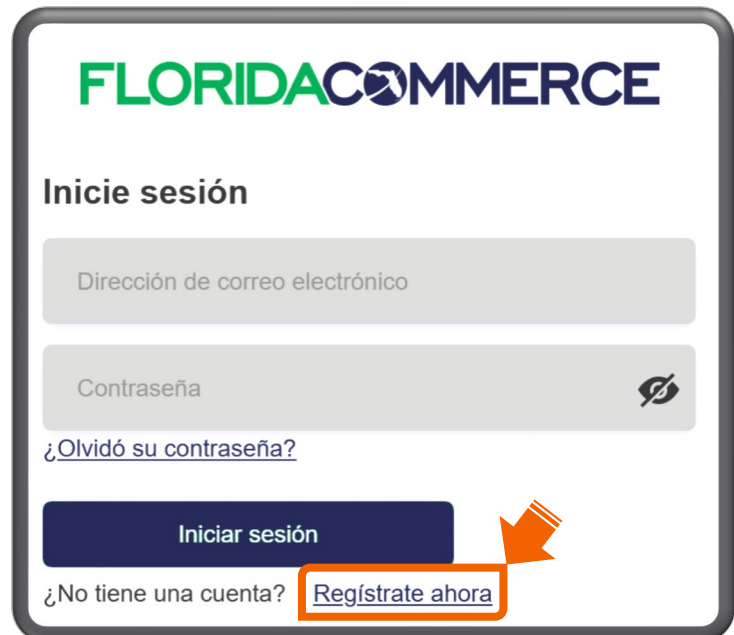 FLORIDACOMMERCE
Inicie sesión
Dirección de correo electrónico
Contraseña
¿Olvidó su contraseña?
Iniciar sesión
¿No tiene una cuenta? Regístrate ahora